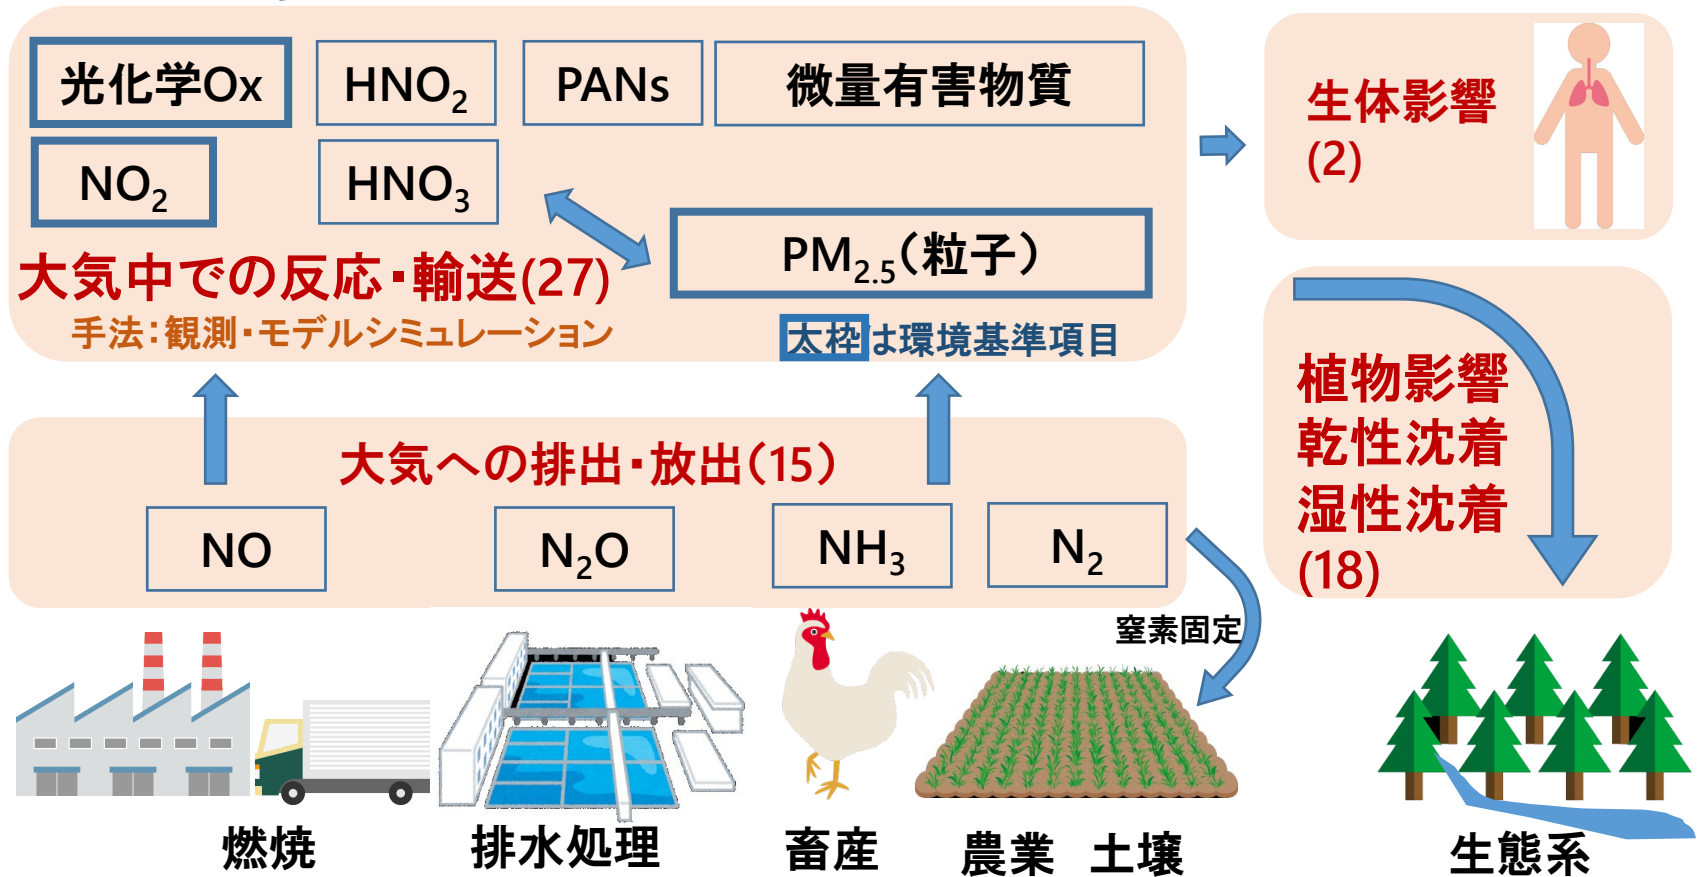 光化学Ox
HNO2
PANs
微量有害物質
NO2
HNO3
PM2.5(粒子)
大気中での反応・輸送(27)
手法:観測・モデルシミュレーション
太枠は環境基準項目
生体影響
(2)
植物影響
乾性沈着
湿性沈着
(18)
大気への排出・放出(15)
NO
N2O
NH3
N2
窒素固定
燃焼
排水処理
畜産
農業 土壌
生態系